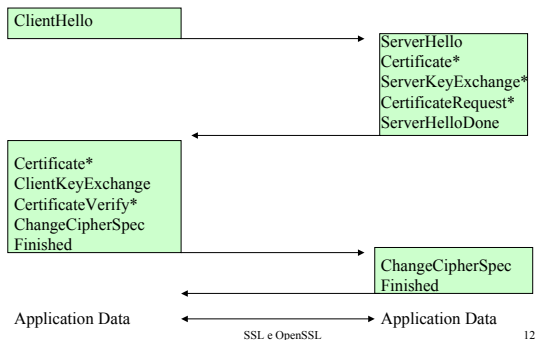 ClientHello
ServerHello
Certificate*
ServerKeyExchange*
CertificateRequest*
ServerHelloDone
Certificate*
ClientKeyExchange
CertificateVerify*
ChangeCipherSpec
Finished
ChangeCipherSpec
Finished
Application Data
Application Data
SSL e OpenSSL
12